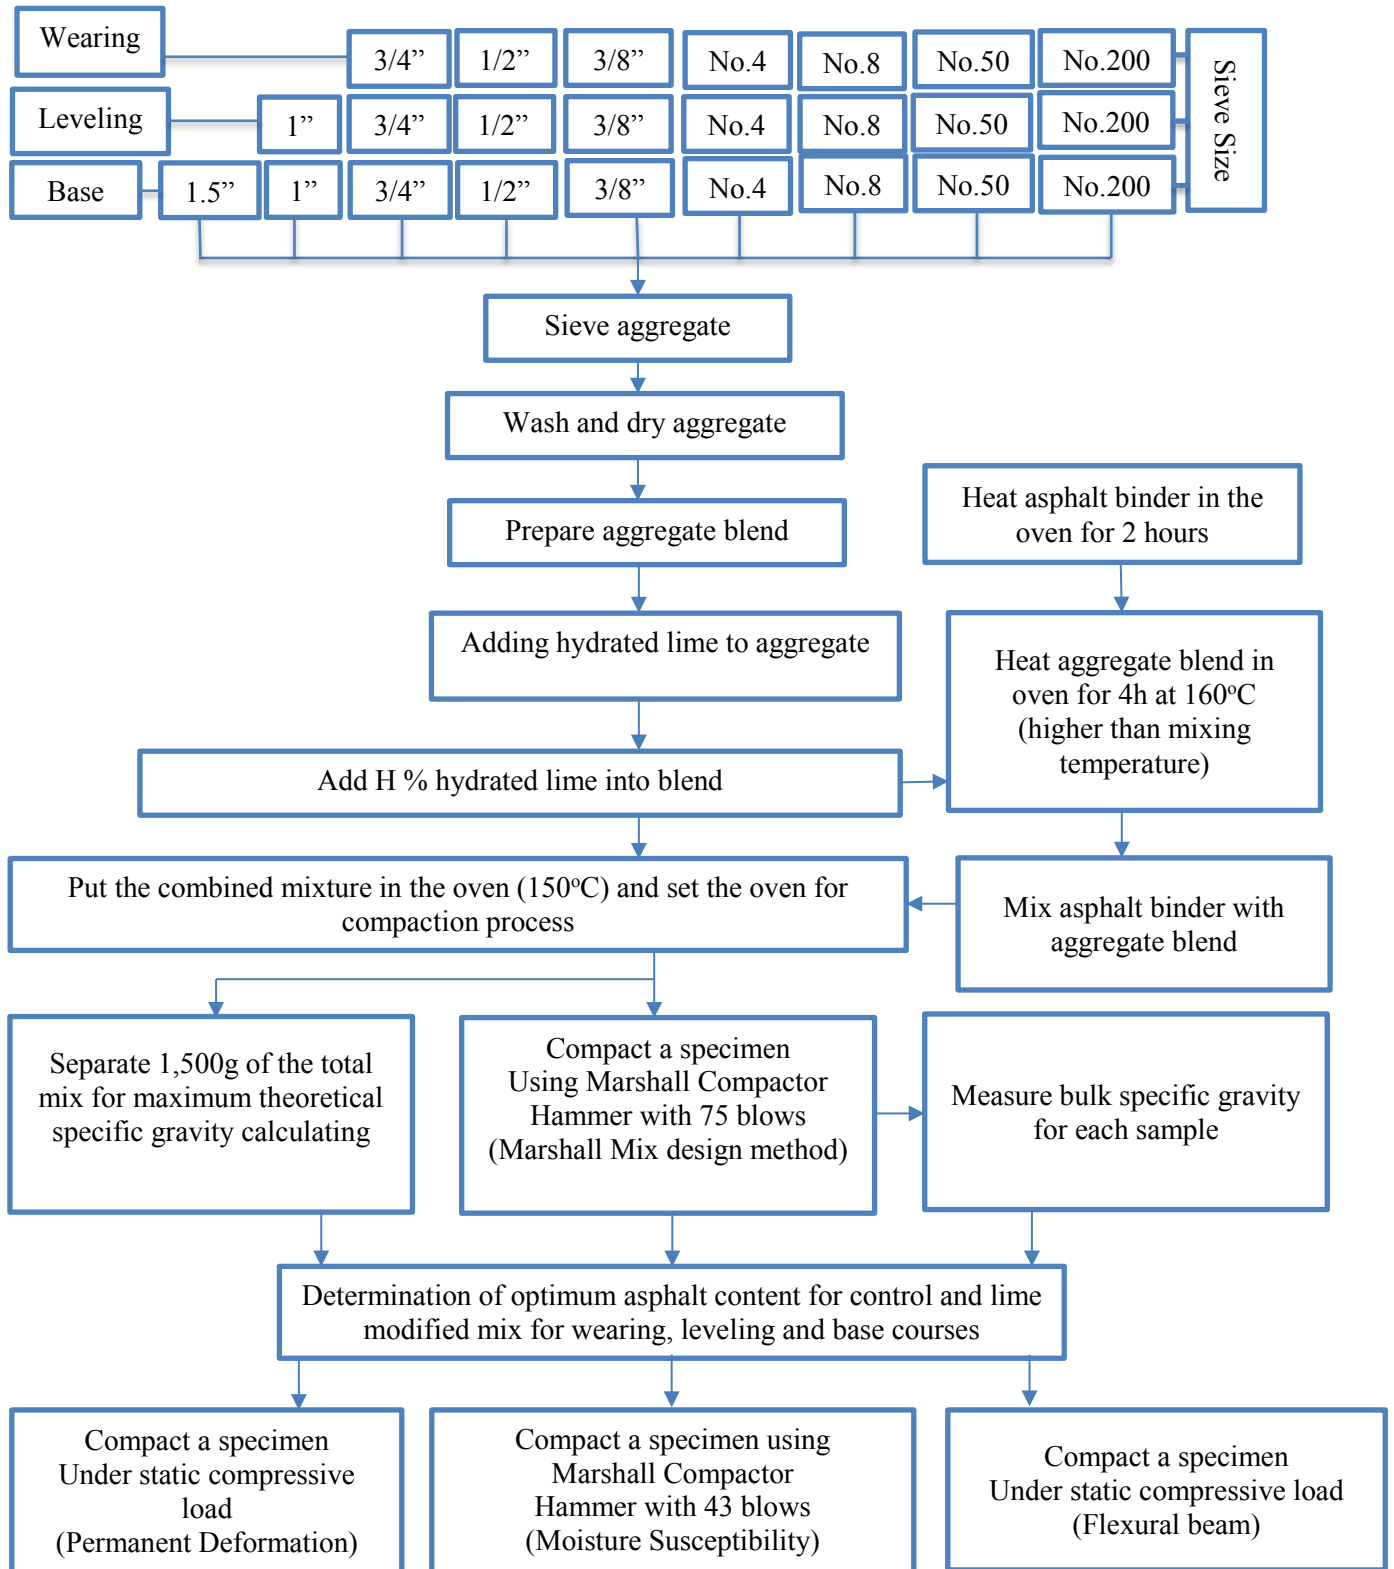 Wearing
3/4”
1/2”
3/8”
No.4
No.8
No.50
No.200
Sieve Size
Leveling
1”
3/4”
1/2”
3/8”
No.4
No.8
No.50
No.200
Base
1.5”
1”
3/4”
1/2”
3/8”
No.4
No.8
No.50
No.200
Sieve aggregate
Wash and dry aggregate
Prepare aggregate blend
Heat asphalt binder in the
oven for 2 hours
Adding hydrated lime to aggregate
Heat aggregate blend in
oven for 4h at 160°C
(higher than mixing
temperature)
Add H % hydrated lime into blend
Put the combined mixture in the oven (150°C) and set the oven for
compaction process
Mix asphalt binder with
aggregate blend
Separate 1,500g of the total
mix for maximum theoretical
specific gravity calculating
Compact a specimen
Using Marshall Compactor
Hammer with 75 blows
(Marshall Mix design method)
Measure bulk specific gravity
for each sample
Determination of optimum asphalt content for control and lime
modified mix for wearing, leveling and base courses
Compact a specimen
Under static compressive
load
(Permanent Deformation)
Compact a specimen using
Marshall Compactor
Hammer with 43 blows
(Moisture Susceptibility)
Compact a specimen
Under static compressive load
(Flexural beam)